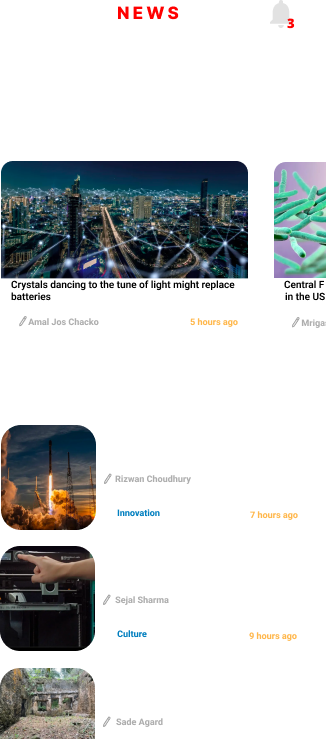 NEWS
3
Crystals dancing to the tune of light might replace
batteries
Amal Jos Chacko
5 hours ago
Central F
in the US
Rizwan Choudhury
Innovation
7 hours ago
Sejal Sharma
Culture
9 hours ago
Sade Agard